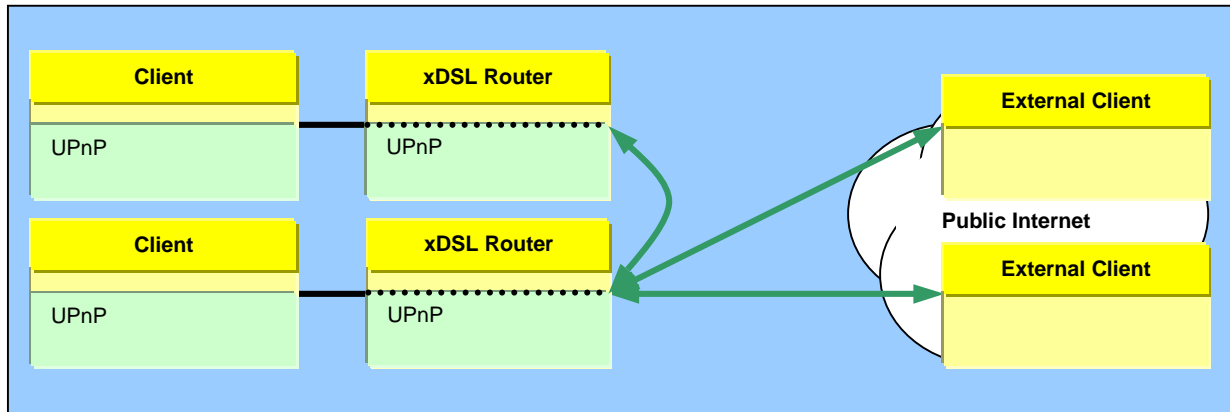 Client
xDSL Router
External Client
UPnP
UPnP
Public Internet
Client
xDSL Router
External Client
UPnP
UPnP